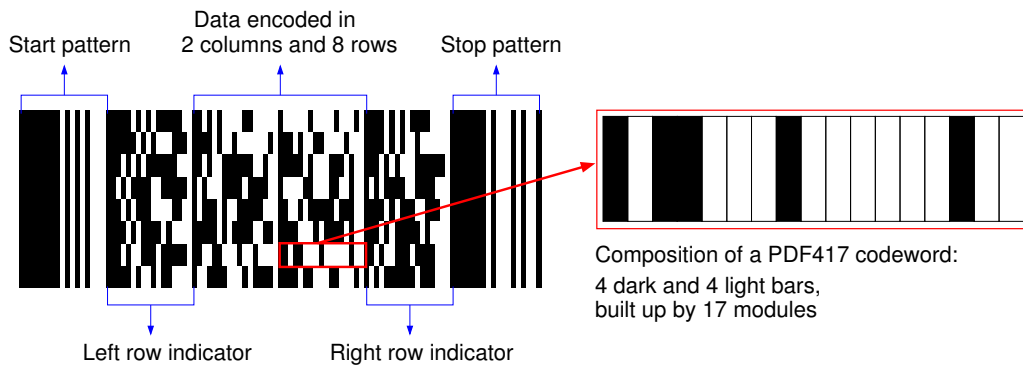 Data encoded in
2 columns and 8 rows
Start pattern
Stop pattern
Composition of a PDF417 codeword:
4 dark and 4 light bars,
built up by 17 modules
Left row indicator
Right row indicator